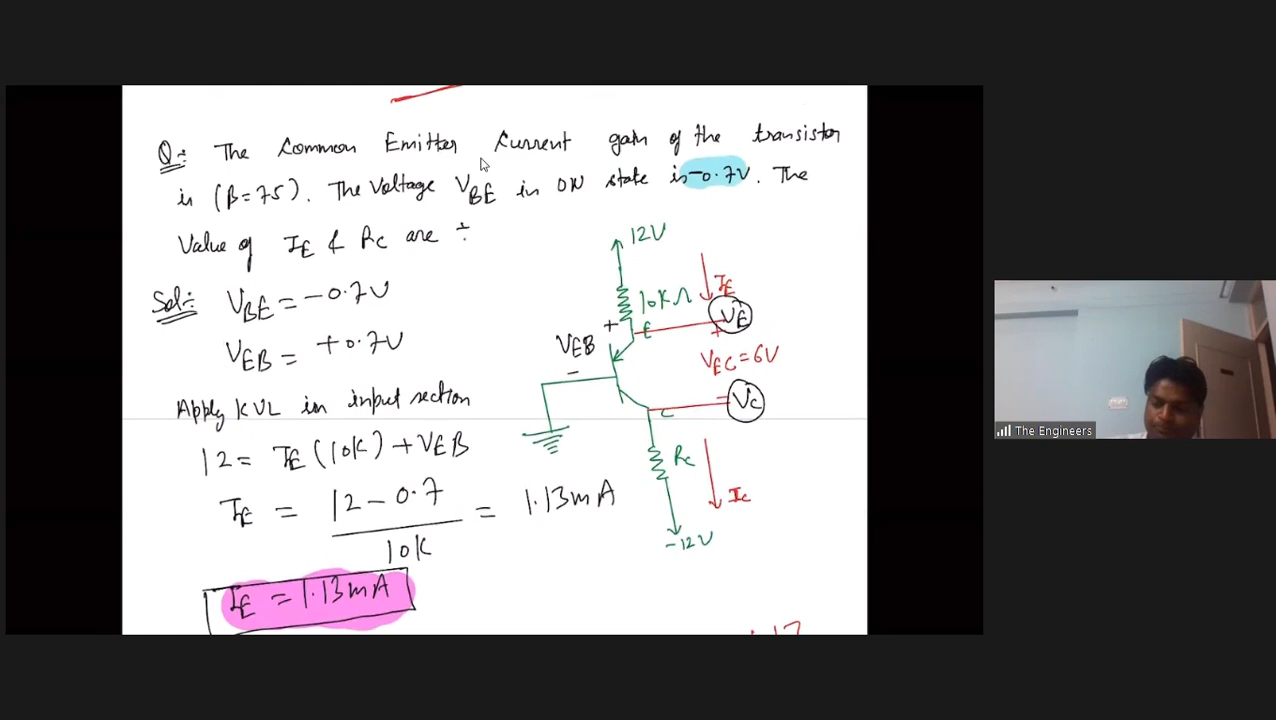 Q:- The Common Emitter Current gain of the transistor
is (β=75). The Voltage VBE in ON state is -0.7V. The
Value of IE & RC are ÷
Sol:- VBE = -0.7V
VEB = +0.7V
Apply KVL in input section
12 = IE (10K) + VEB
IE = 12 - 0.7 / 10K = 1.13mA
IE = 1.13mA
12V
10KΩ
IE
VE
+
E
+
VEB
-
VEC = 6V
-
VC
C
RC
IC
-12V
The Engineers